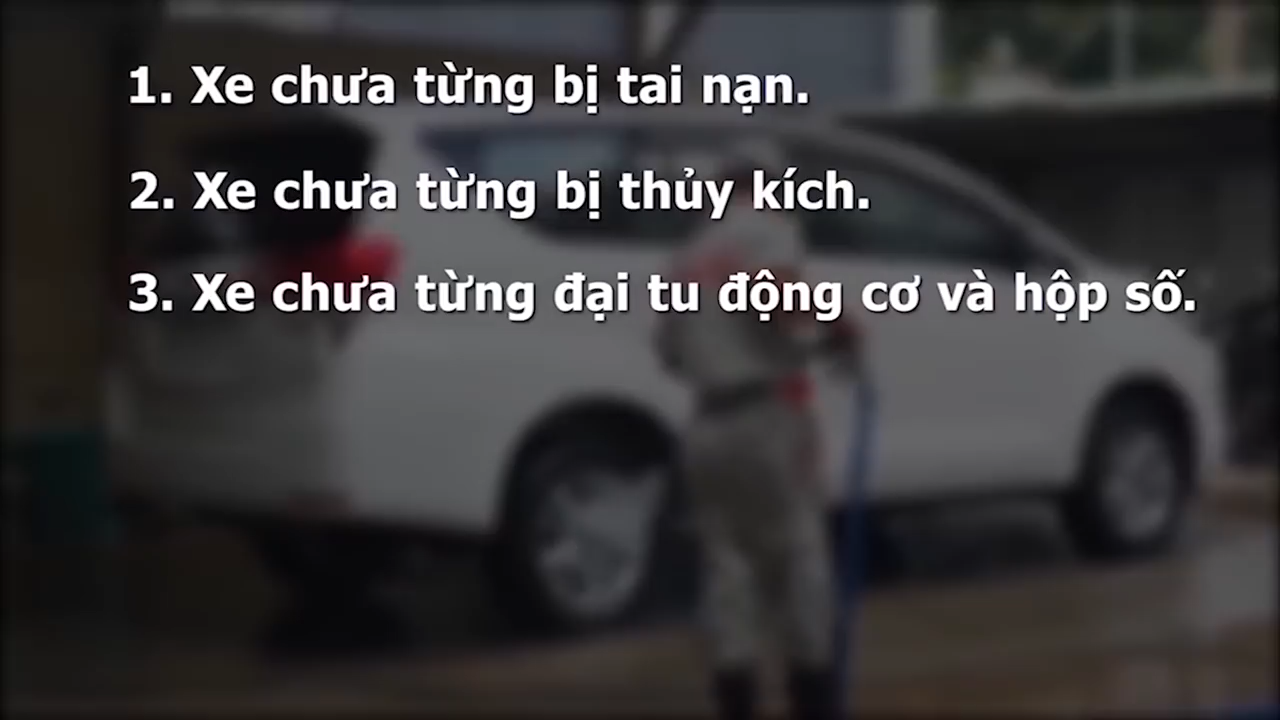 1. Xe chưa từng bị tai nạn.
2. Xe chưa từng bị thủy kích.
3. Xe chưa từng đại tu động cơ và hộp số.